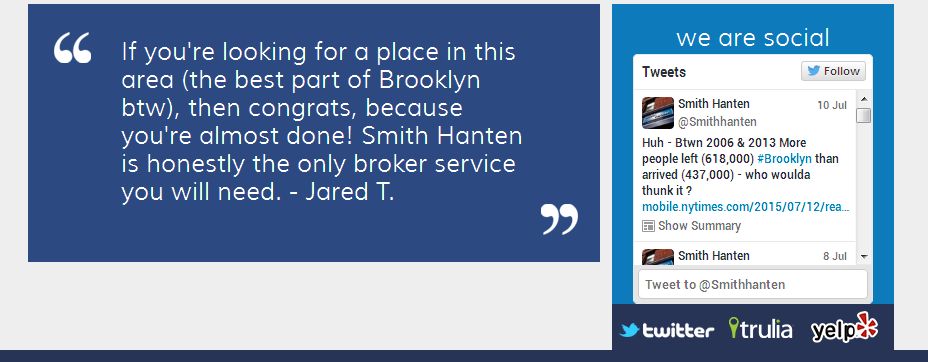 “
If you're looking for a place in this
area (the best part of Brooklyn
btw), then congrats, because
you're almost done! Smith Hanten
is honestly the only broker service
you will need. - Jared T.
”
we are social
Tweets
Follow
Smith Hanten 10 Jul
@Smithhanten
Huh - Btwn 2006 & 2013 More
people left (618,000) #Brooklyn than
arrived (437,000) - who woulda
thunk it ?
mobile.nytimes.com/2015/07/12/rea...
Show Summary
Smith Hanten 8 Jul
Tweet to @Smithhanten
twitter trulia yelp